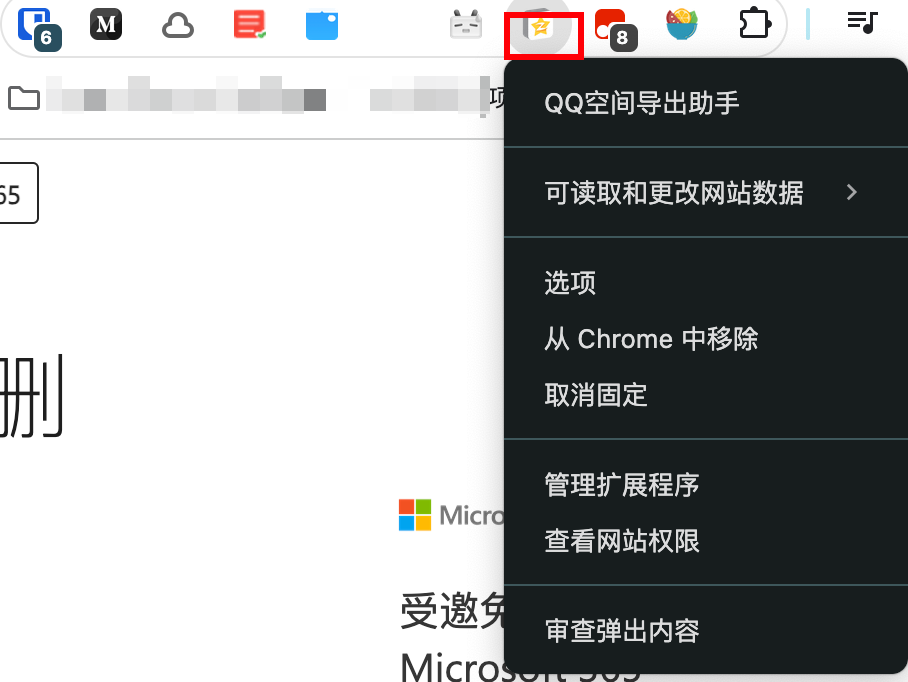 6
M
8
项
65
删
QQ空间导出助手
可读取和更改网站数据
选项
从 Chrome 中移除
取消固定
管理扩展程序
查看网站权限
审查弹出内容
Micro
受邀免
Microsoft 365